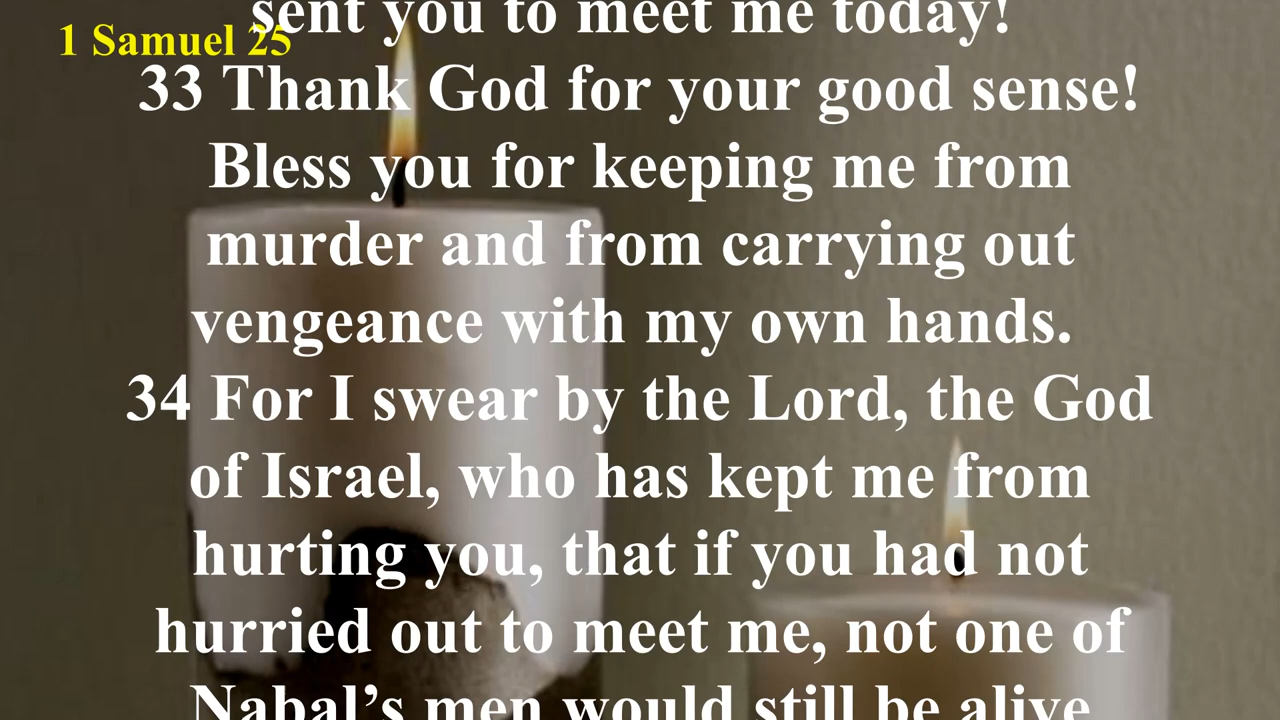 sent you to meet me today!
1 Samuel 25
33 Thank God for your good sense!
Bless you for keeping me from
murder and from carrying out
vengeance with my own hands.
34 For I swear by the Lord, the God
of Israel, who has kept me from
hurting you, that if you had not
hurried out to meet me, not one of
Nabal’s men would still be alive